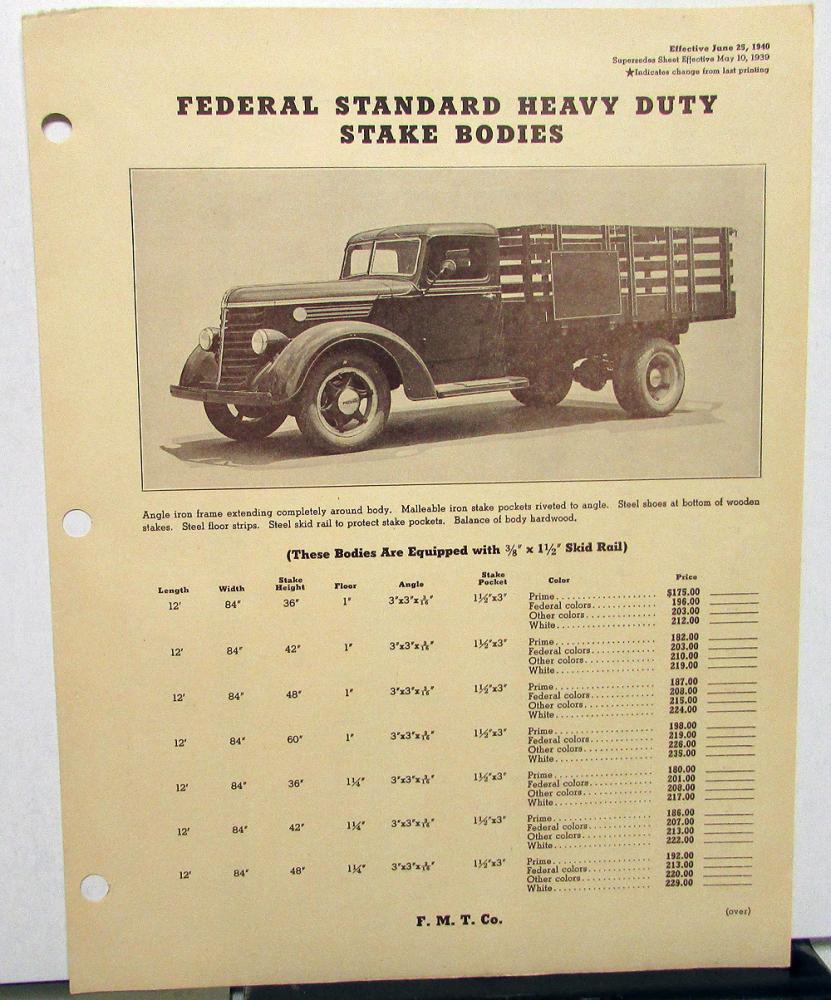 Effective June 25, 1940
Supersedes Sheet Effective May 10, 1939
★Indicates change from last printing
FEDERAL STANDARD HEAVY DUTY
STAKE BODIES
Angle iron frame extending completely around body. Malleable iron stake pockets riveted to angle. Steel shoes at bottom of wooden
stakes. Steel floor strips. Steel skid rail to protect stake pockets. Balance of body hardwood.
(These Bodies Are Equipped with ⅜″ x 1½″ Skid Rail)
Length Width Stake Height Floor Angle Stake Pocket Color Price
12′ 84″ 36″ 1″ 3″x3″x3/16″ 1½″x3″ Prime $175.00
Federal colors 196.00
Other colors 203.00
White 212.00
12′ 84″ 42″ 1″ 3″x3″x3/16″ 1½″x3″ Prime 182.00
Federal colors 203.00
Other colors 210.00
White 219.00
12′ 84″ 48″ 1″ 3″x3″x3/16″ 1½″x3″ Prime 187.00
Federal colors 208.00
Other colors 215.00
White 224.00
12′ 84″ 60″ 1″ 3″x3″x3/16″ 1½″x3″ Prime 198.00
Federal colors 219.00
Other colors 226.00
White 235.00
12′ 84″ 36″ 1¼″ 3″x3″x3/16″ 1½″x3″ Prime 180.00
Federal colors 201.00
Other colors 208.00
White 217.00
12′ 84″ 42″ 1¼″ 3″x3″x3/16″ 1½″x3″ Prime 186.00
Federal colors 207.00
Other colors 213.00
White 222.00
12′ 84″ 48″ 1¼″ 3″x3″x3/16″ 1½″x3″ Prime 192.00
Federal colors 213.00
Other colors 220.00
White 229.00
F. M. T. Co.
(over)